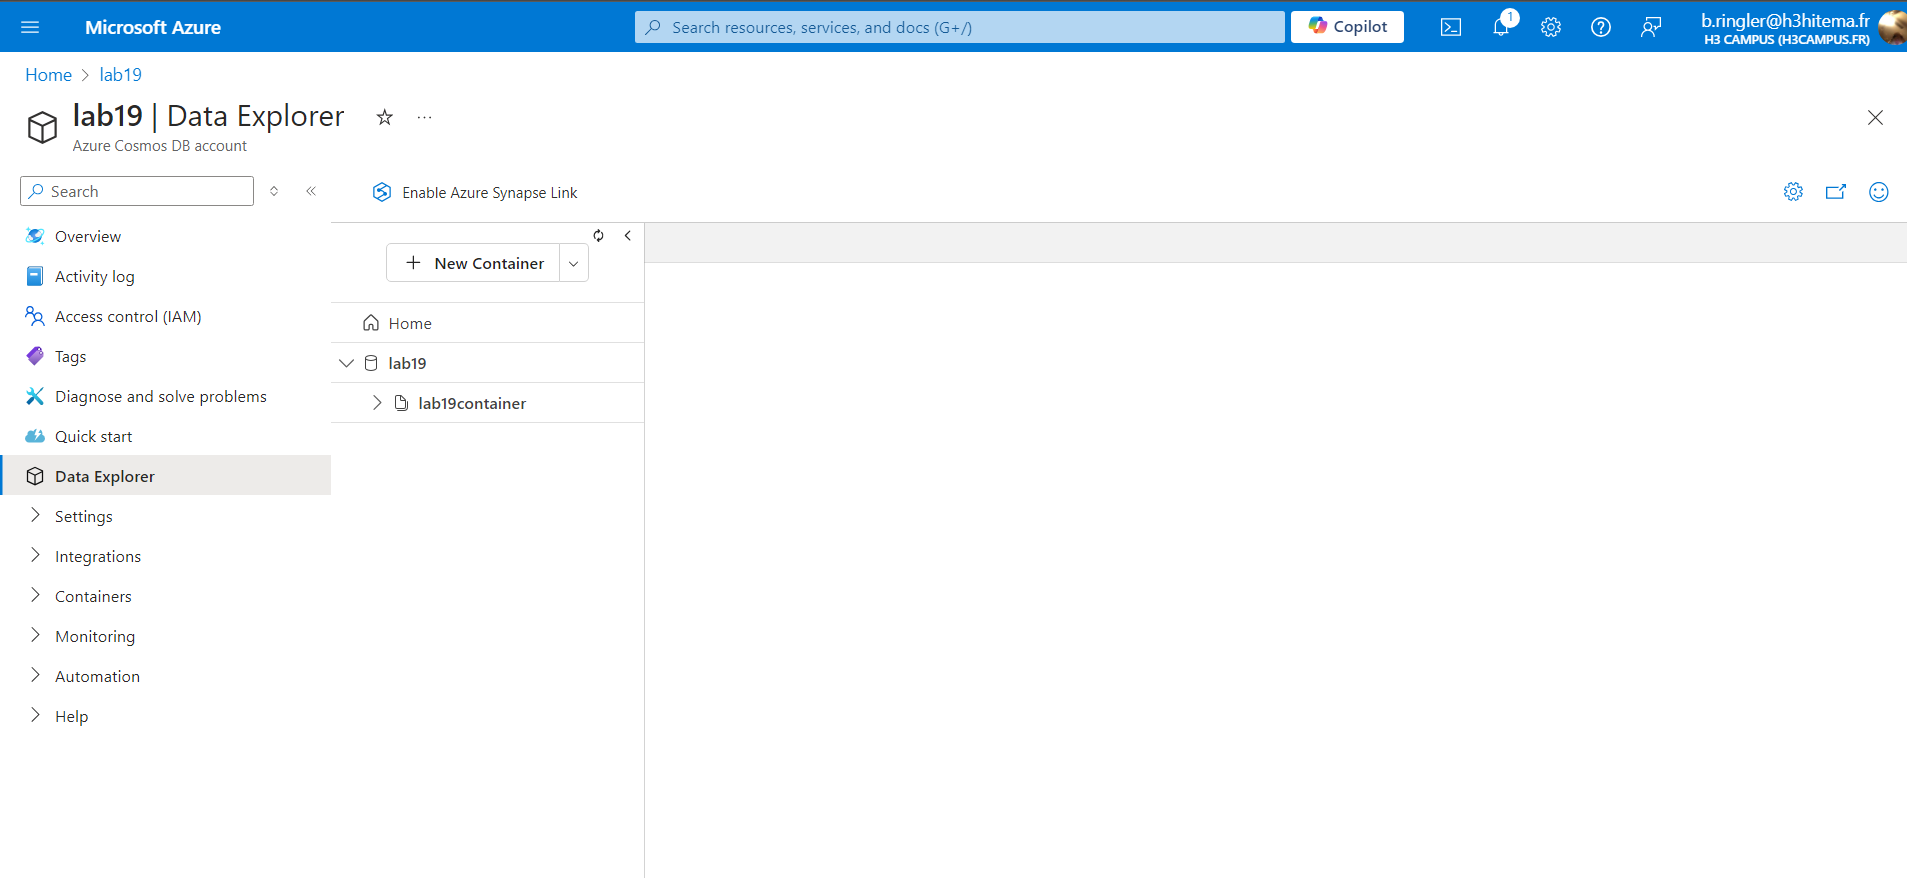 Microsoft Azure
Search resources, services, and docs (G+/)
Copilot
1
b.ringler@h3hitema.fr
H3 CAMPUS (H3CAMPUS.FR)
Home
lab19
lab19 | Data Explorer
Azure Cosmos DB account
Search
Enable Azure Synapse Link
Overview
Activity log
Access control (IAM)
Tags
Diagnose and solve problems
Quick start
Data Explorer
Settings
Integrations
Containers
Monitoring
Automation
Help
New Container
Home
lab19
lab19container